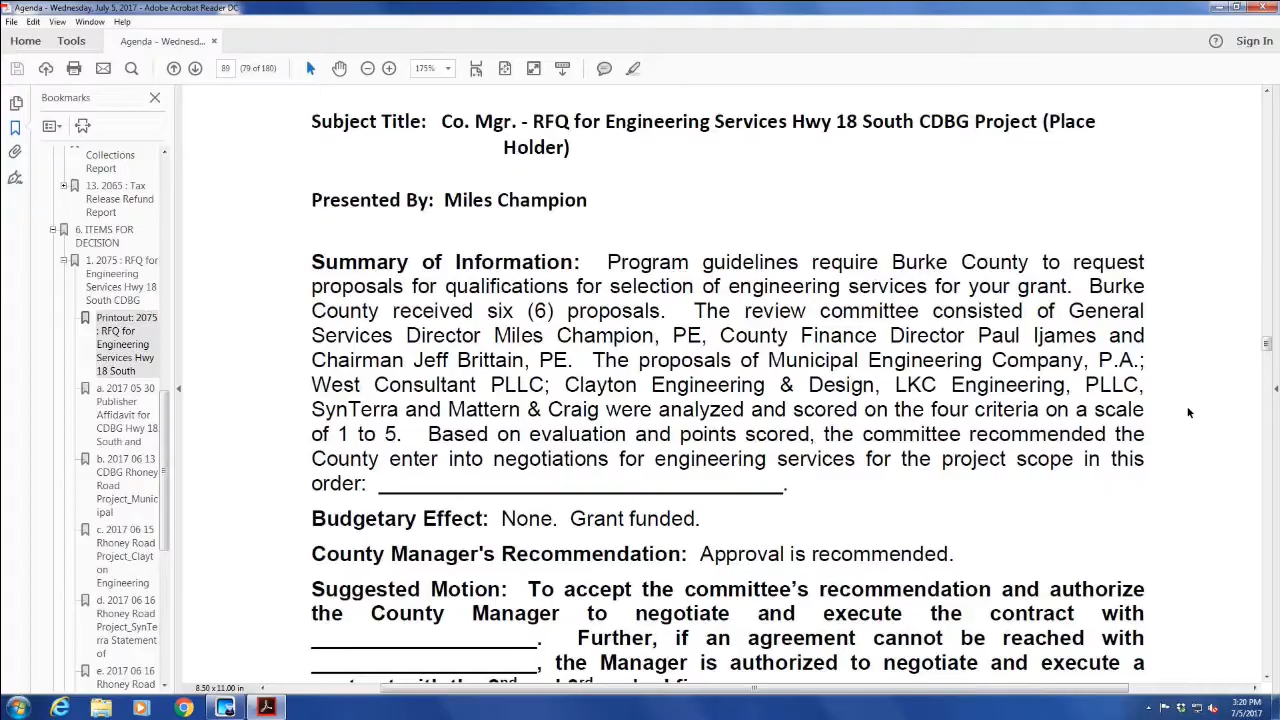 Agenda - Wednesday, July 5, 2017 - Adobe Acrobat Reader DC
File Edit View Window Help
Home Tools Agenda - Wednesd... × Sign In
89 (79 of 180) 175%
Bookmarks
Collections
Report
13. 2065 : Tax
Release Refund
Report
6. ITEMS FOR
DECISION
1. 2075 : RFQ for
Engineering
Services Hwy 18
South CDBG
Printout: 2075
: RFQ for
Engineering
Services Hwy
18 South
a. 2017 05 30
Publisher
Affidavit for
CDBG Hwy 18
South and
b. 2017 06 13
CDBG Rhoney
Road
Project_Munic
ipal
c. 2017 06 15
Rhoney Road
Project_Clayt
on
Engineering
d. 2017 06 16
Rhoney Road
Project_SynTe
rra Statement
of
e. 2017 06 16
Rhoney Road
Subject Title: Co. Mgr. - RFQ for Engineering Services Hwy 18 South CDBG Project (Place
Holder)
Presented By: Miles Champion
Summary of Information: Program guidelines require Burke County to request
proposals for qualifications for selection of engineering services for your grant. Burke
County received six (6) proposals. The review committee consisted of General
Services Director Miles Champion, PE, County Finance Director Paul Ijames and
Chairman Jeff Brittain, PE. The proposals of Municipal Engineering Company, P.A.;
West Consultant PLLC; Clayton Engineering & Design, LKC Engineering, PLLC,
SynTerra and Mattern & Craig were analyzed and scored on the four criteria on a scale
of 1 to 5. Based on evaluation and points scored, the committee recommended the
County enter into negotiations for engineering services for the project scope in this
order: ____________________.
Budgetary Effect: None. Grant funded.
County Manager's Recommendation: Approval is recommended.
Suggested Motion: To accept the committee's recommendation and authorize
the County Manager to negotiate and execute the contract with
____________________. Further, if an agreement cannot be reached with
____________________, the Manager is authorized to negotiate and execute a
8.50 x 11.00 in
3:20 PM
7/5/2017